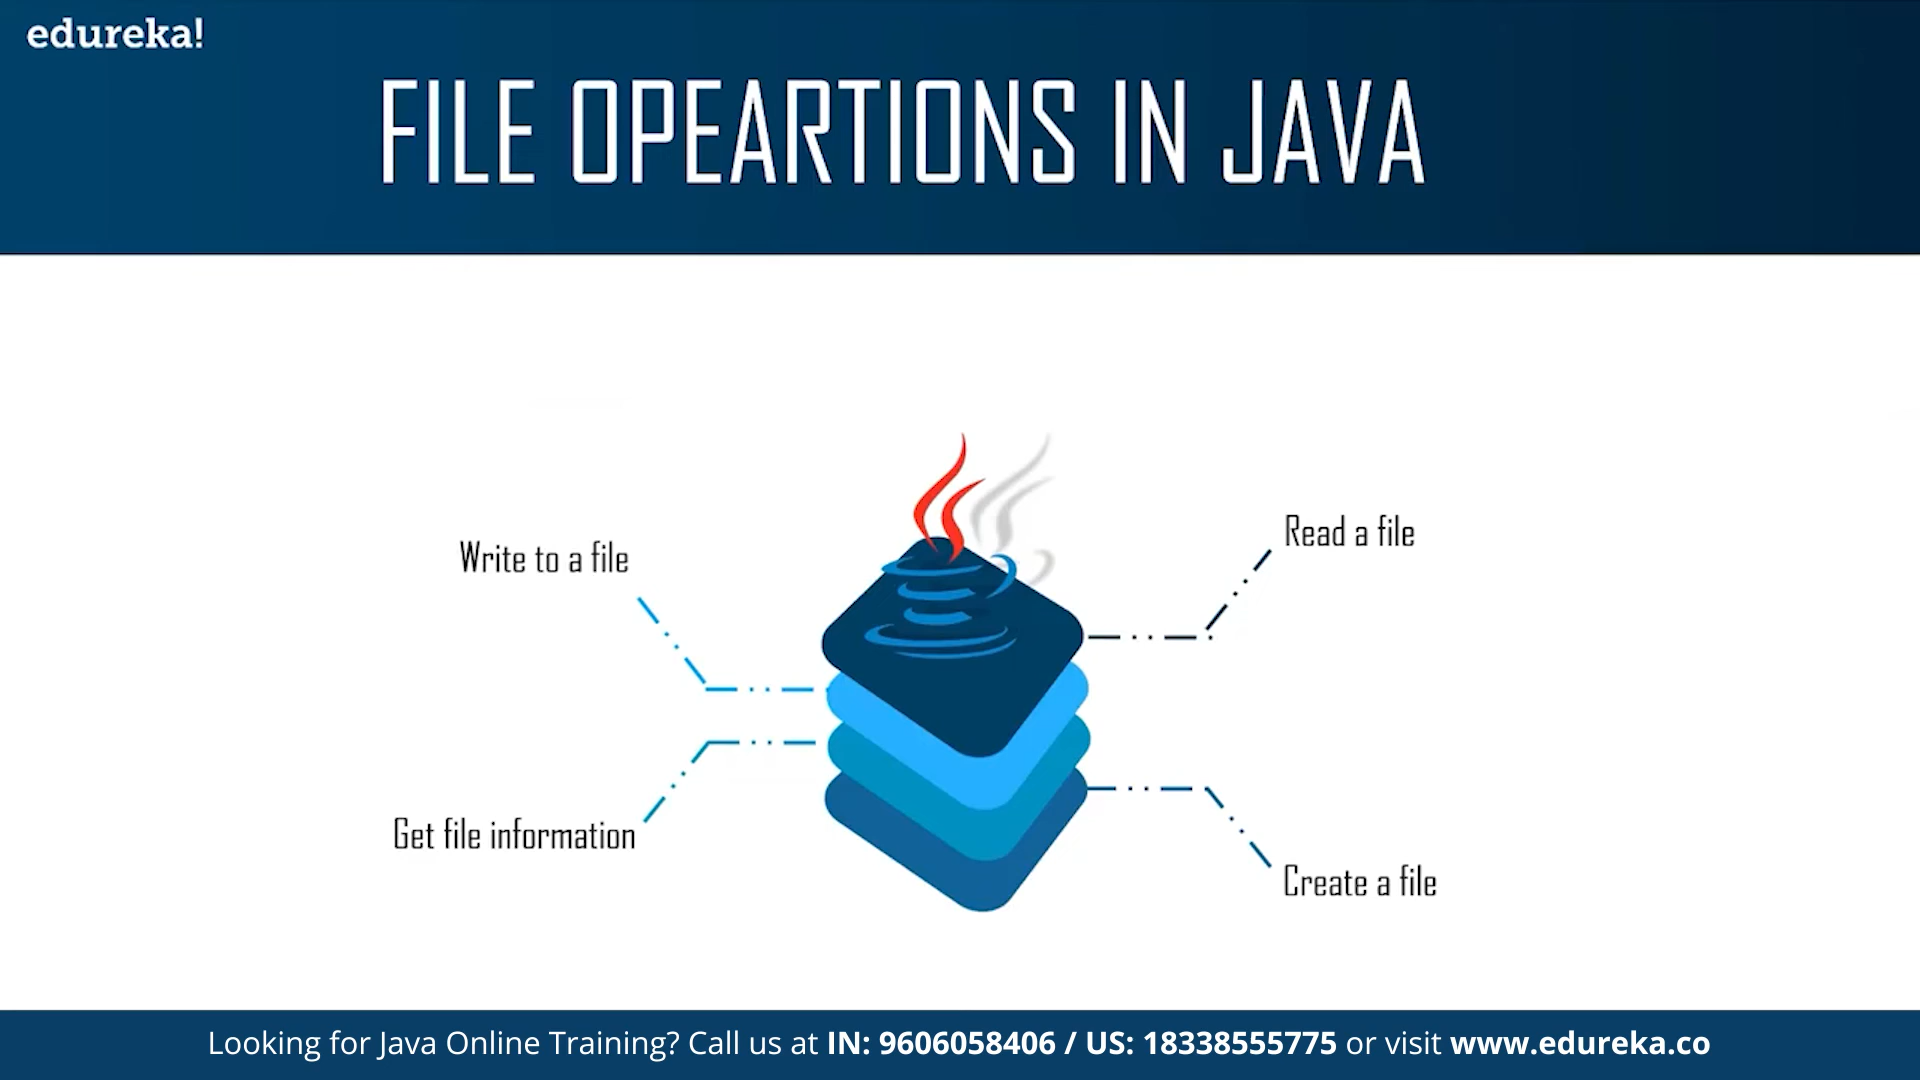 edureka!
FILE OPEARTIONS IN JAVA
Read a file
Write to a file
Get file information
Create a file
Looking for Java Online Training? Call us at IN: 9606058406 / US: 18338555775 or visit www.edureka.co